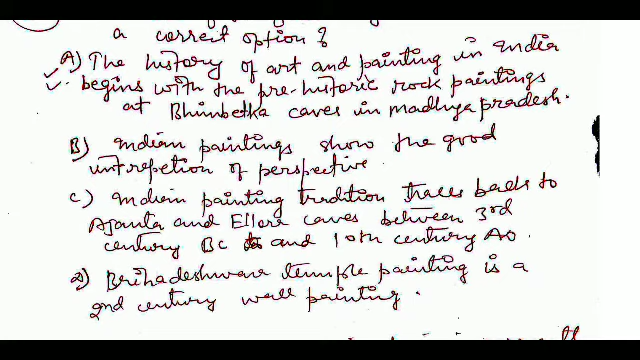 a correct option?
A) The history of art and painting in India
begins with the pre-historic rock paintings
at Bhimbetka caves in Madhya pradesh.
B) Indian paintings show the good
of perspective
c) Indian painting tradition traces back to
Ajanta and Ellora caves between 3rd
century BC and 10th century AD.
D) Brihadeshwara temple painting is a
2nd century wall painting.